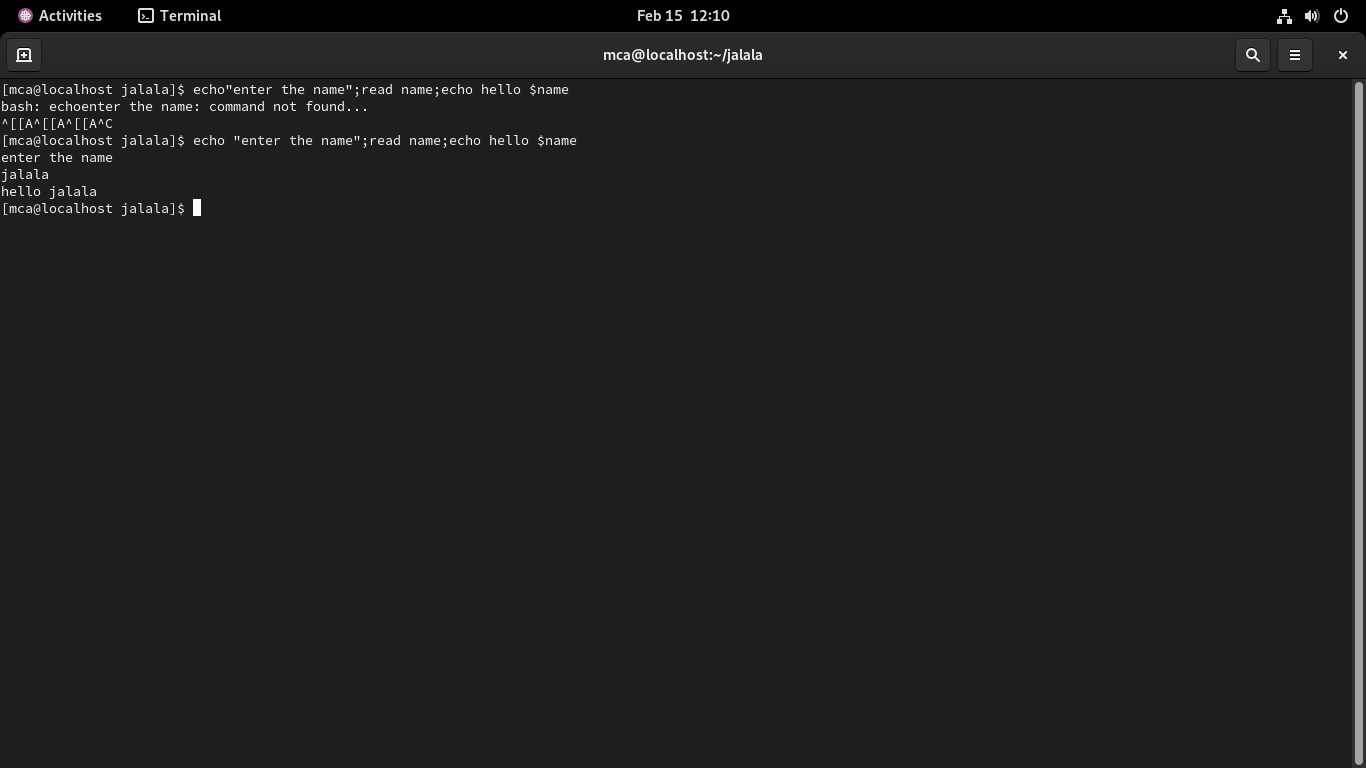 Activities Terminal Feb 15 12:10
mca@localhost:~/jalala
[mca@localhost jalala]$ echo"enter the name";read name;echo hello $name
bash: echoenter the name: command not found...
^[[A^[[A^[[A^C
[mca@localhost jalala]$ echo "enter the name";read name;echo hello $name
enter the name
jalala
hello jalala
[mca@localhost jalala]$